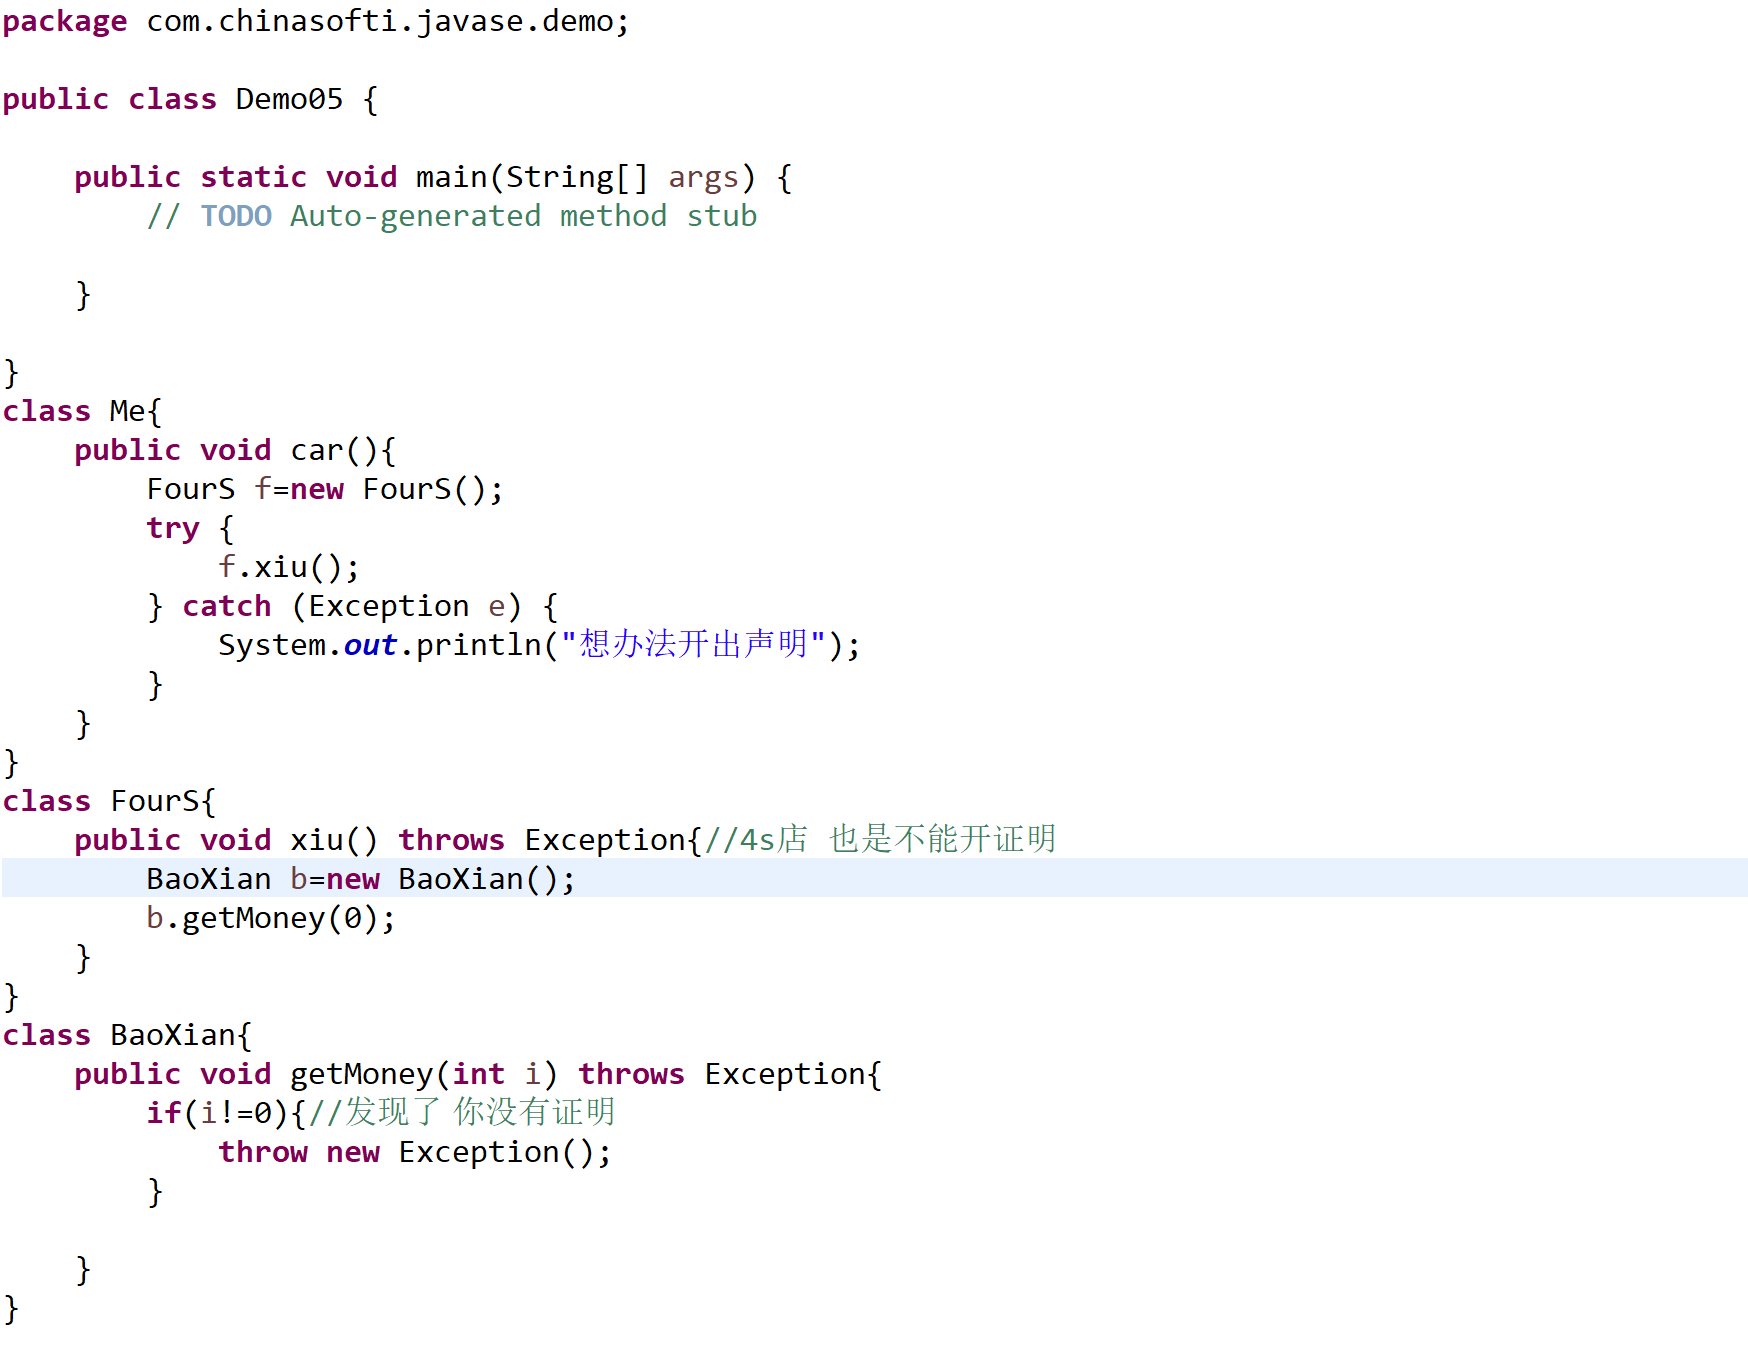 package com.chinasofti.javase.demo;
public class Demo05 {
public static void main(String[] args) {
// TODO Auto-generated method stub
}
}
class Me{
public void car(){
FourS f=new FourS();
try {
f.xiu();
} catch (Exception e) {
System.out.println("想办法开出声明");
}
}
}
class FourS{
public void xiu() throws Exception{//4s店 也是不能开证明
BaoXian b=new BaoXian();
b.getMoney(0);
}
}
class BaoXian{
public void getMoney(int i) throws Exception{
if(i!=0){//发现了 你没有证明
throw new Exception();
}
}
}